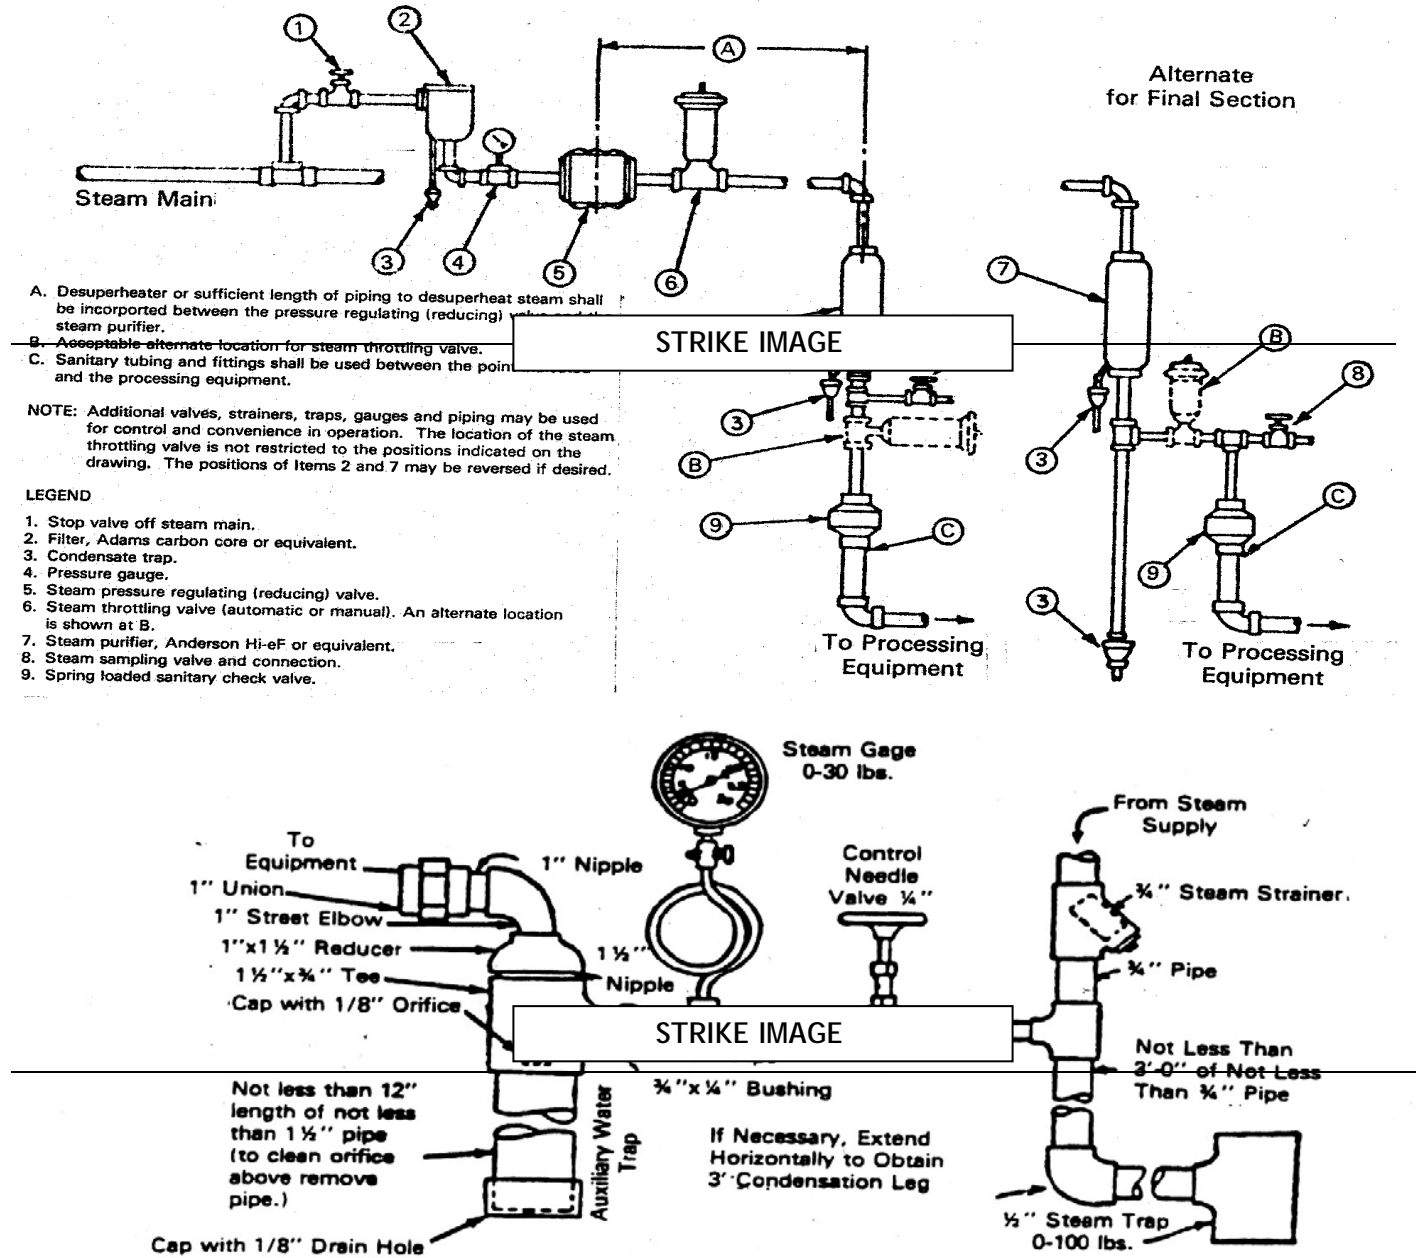 1
2
A
Alternate
for Final Section
Steam Main
3
4
5
6
7
A. Desuperheater or sufficient length of piping to desuperheat steam shall
be incorported between the pressure regulating (reducing)
steam purifier.
B. Acceptable alternate location for steam throttling valve.
C. Sanitary tubing and fittings shall be used between the point
and the processing equipment.
STRIKE IMAGE
B
8
3
3
B
NOTE: Additional valves, strainers, traps, gauges and piping may be used
for control and convenience in operation. The location of the steam
throttling valve is not restricted to the positions indicated on the
drawing. The positions of Items 2 and 7 may be reversed if desired.
LEGEND
1. Stop valve off steam main.
2. Filter, Adams carbon core or equivalent.
3. Condensate trap.
4. Pressure gauge.
5. Steam pressure regulating (reducing) valve.
6. Steam throttling valve (automatic or manual). An alternate location
is shown at B.
7. Steam purifier, Anderson Hi-eF or equivalent.
8. Steam sampling valve and connection.
9. Spring loaded sanitary check valve.
9
C
C
9
3
To Processing
Equipment
To Processing
Equipment
Steam Gage
0-30 lbs.
From Steam
Supply
To
Equipment
1" Nipple
1" Union
1" Street Elbow
1"x1½" Reducer
1½"x¾" Tee
Cap with 1/8" Orifice
1½"
Nipple
Control
Needle
Valve ¼"
¾" Steam Strainer.
¾" Pipe
STRIKE IMAGE
Not Less Than
3'-0" of Not Less
Than ¾" Pipe
¾"x¼" Bushing
Not less than 12"
length of not less
than 1½" pipe
(to clean orifice
above remove
pipe.)
Auxiliary Water
Trap
If Necessary, Extend
Horizontally to Obtain
3' Condensation Leg
½" Steam Trap
0-100 lbs.
Cap with 1/8" Drain Hole